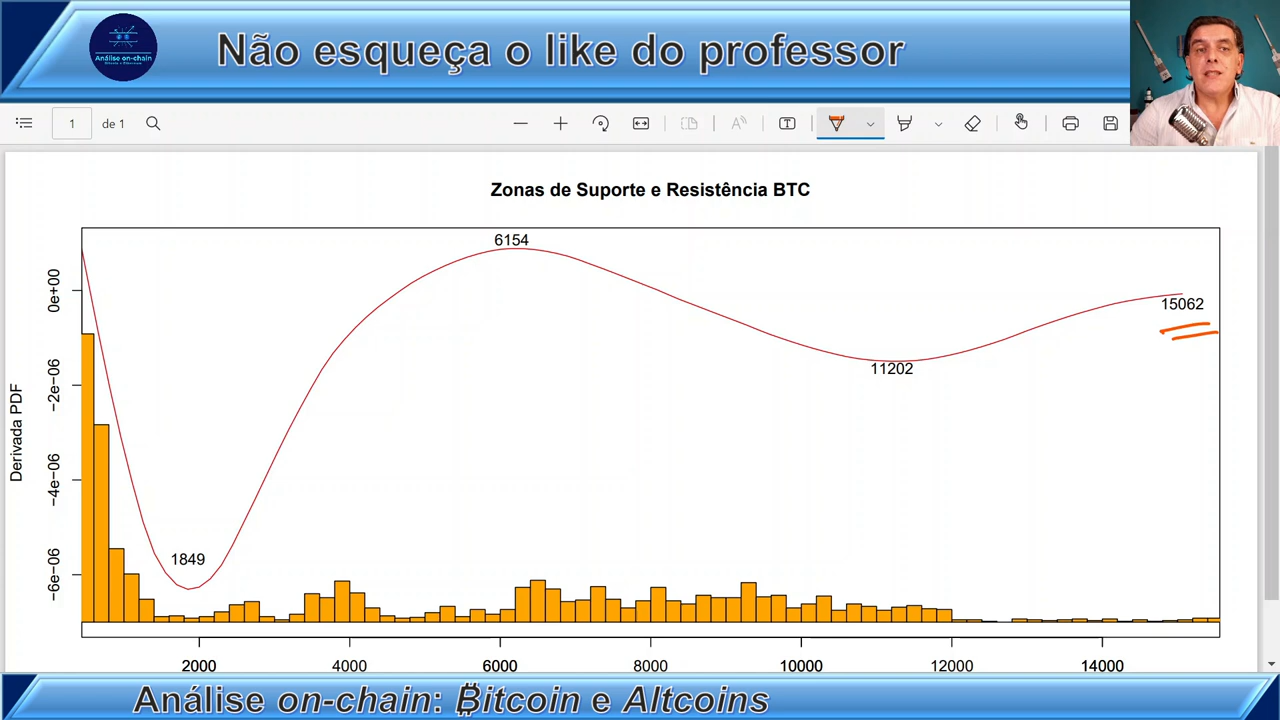 Não esqueça o like do professor
Análise on-chain
1 de 1
Zonas de Suporte e Resistência BTC
6154
15062
11202
1849
Derivada PDF
0e+00
−2e−06
−4e−06
−6e−06
2000 4000 6000 8000 10000 12000 14000
Análise on-chain: ₿itcoin e Altcoins